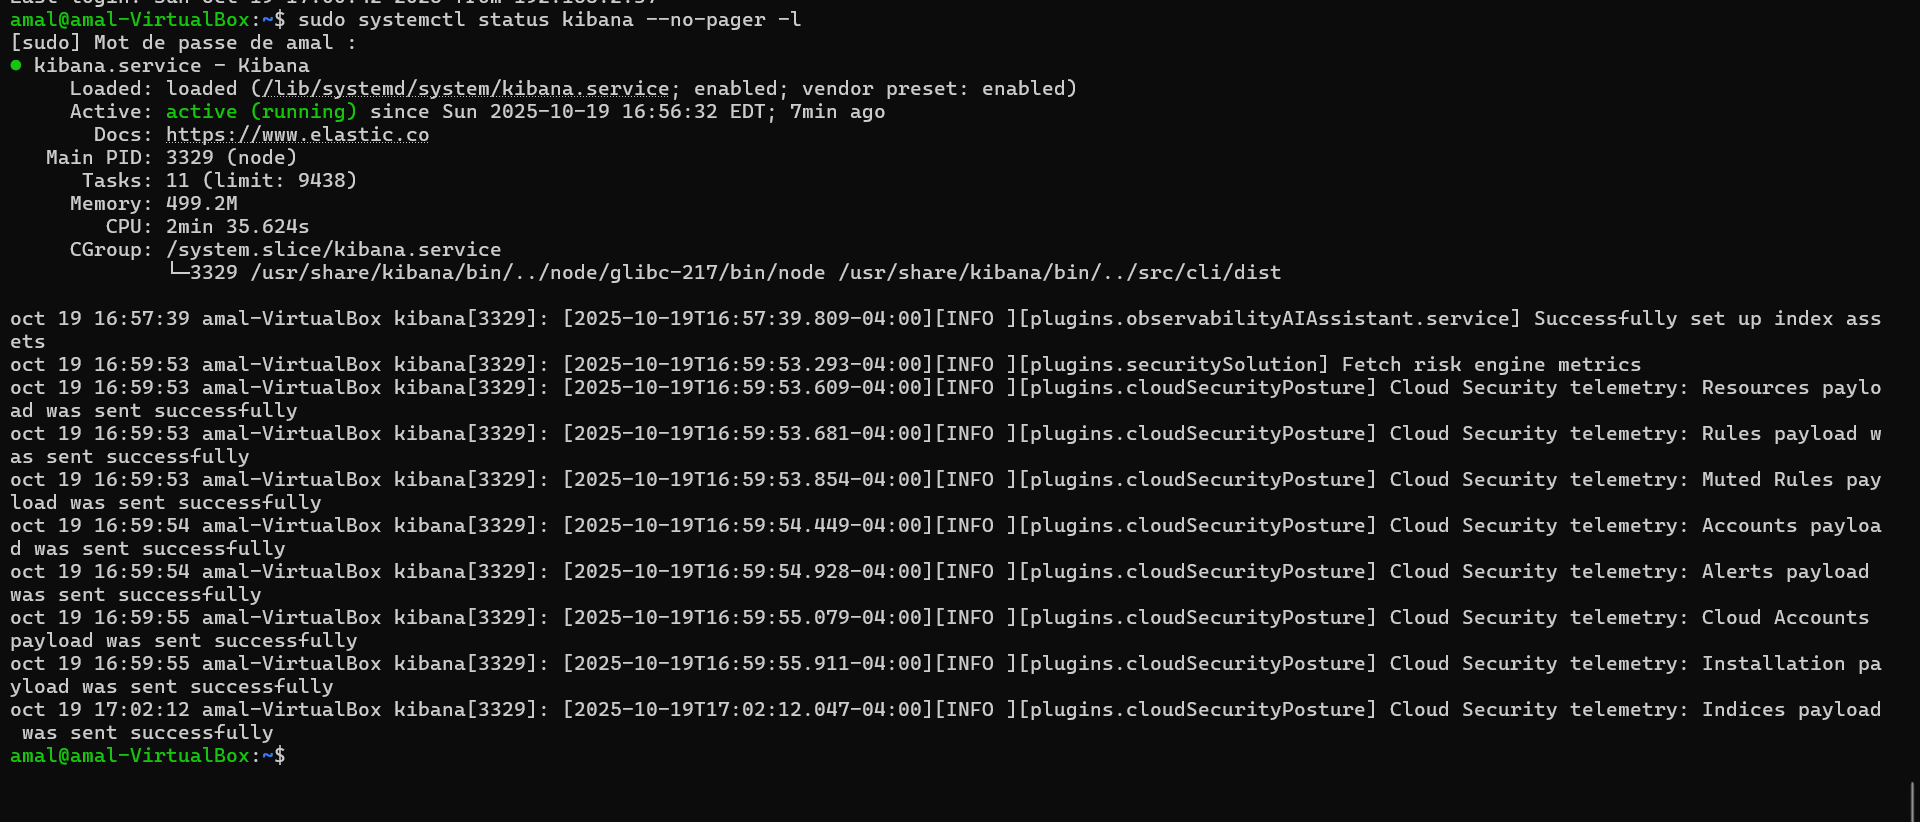 amal@amal-VirtualBox:~$ sudo systemctl status kibana --no-pager -l
[sudo] Mot de passe de amal :
● kibana.service - Kibana
     Loaded: loaded (/lib/systemd/system/kibana.service; enabled; vendor preset: enabled)
     Active: active (running) since Sun 2025-10-19 16:56:32 EDT; 7min ago
       Docs: https://www.elastic.co
   Main PID: 3329 (node)
      Tasks: 11 (limit: 9438)
     Memory: 499.2M
        CPU: 2min 35.624s
     CGroup: /system.slice/kibana.service
             └─3329 /usr/share/kibana/bin/../node/glibc-217/bin/node /usr/share/kibana/bin/../src/cli/dist
oct 19 16:57:39 amal-VirtualBox kibana[3329]: [2025-10-19T16:57:39.809-04:00][INFO ][plugins.observabilityAIAssistant.service] Successfully set up index ass
ets
oct 19 16:59:53 amal-VirtualBox kibana[3329]: [2025-10-19T16:59:53.293-04:00][INFO ][plugins.securitySolution] Fetch risk engine metrics
oct 19 16:59:53 amal-VirtualBox kibana[3329]: [2025-10-19T16:59:53.609-04:00][INFO ][plugins.cloudSecurityPosture] Cloud Security telemetry: Resources paylo
ad was sent successfully
oct 19 16:59:53 amal-VirtualBox kibana[3329]: [2025-10-19T16:59:53.681-04:00][INFO ][plugins.cloudSecurityPosture] Cloud Security telemetry: Rules payload w
as sent successfully
oct 19 16:59:53 amal-VirtualBox kibana[3329]: [2025-10-19T16:59:53.854-04:00][INFO ][plugins.cloudSecurityPosture] Cloud Security telemetry: Muted Rules pay
load was sent successfully
oct 19 16:59:54 amal-VirtualBox kibana[3329]: [2025-10-19T16:59:54.449-04:00][INFO ][plugins.cloudSecurityPosture] Cloud Security telemetry: Accounts payloa
d was sent successfully
oct 19 16:59:54 amal-VirtualBox kibana[3329]: [2025-10-19T16:59:54.928-04:00][INFO ][plugins.cloudSecurityPosture] Cloud Security telemetry: Alerts payload
was sent successfully
oct 19 16:59:55 amal-VirtualBox kibana[3329]: [2025-10-19T16:59:55.079-04:00][INFO ][plugins.cloudSecurityPosture] Cloud Security telemetry: Cloud Accounts
payload was sent successfully
oct 19 16:59:55 amal-VirtualBox kibana[3329]: [2025-10-19T16:59:55.911-04:00][INFO ][plugins.cloudSecurityPosture] Cloud Security telemetry: Installation pa
yload was sent successfully
oct 19 17:02:12 amal-VirtualBox kibana[3329]: [2025-10-19T17:02:12.047-04:00][INFO ][plugins.cloudSecurityPosture] Cloud Security telemetry: Indices payload
 was sent successfully
amal@amal-VirtualBox:~$